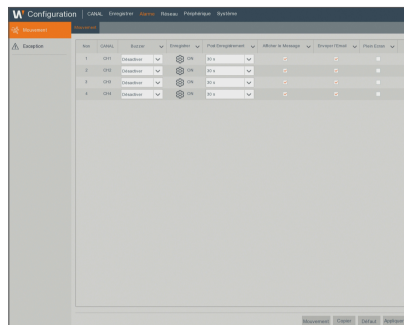 Configuration CANAL Enregistrer Alarme Réseau Périphérique Système
Mouvement
Mouvement
Exception
CANAL Buzzer Enregistrer Post Enregistrement Afficher le Message Envoyer l'Email Plein Ecran
1 CH1 Désactiver ON 30 s
2 CH2 Désactiver ON 30 s
3 CH3 Désactiver ON 30 s
4 CH4 Désactiver ON 30 s
Mouvement Copier Défaut Appliquer